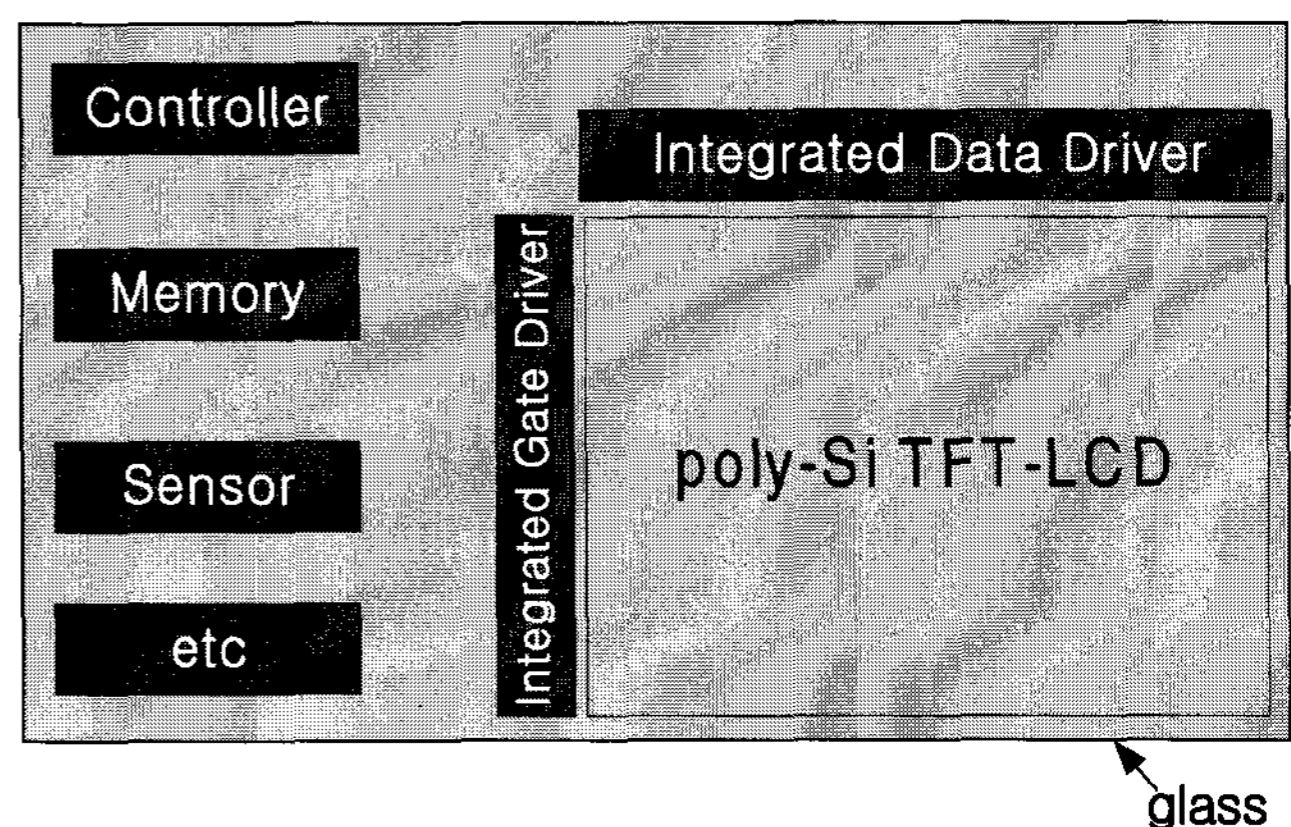 Controller
Integrated Data Driver
Memory
Integrated Gate Driver
poly-Si TFT-LCD
Sensor
etc
glass